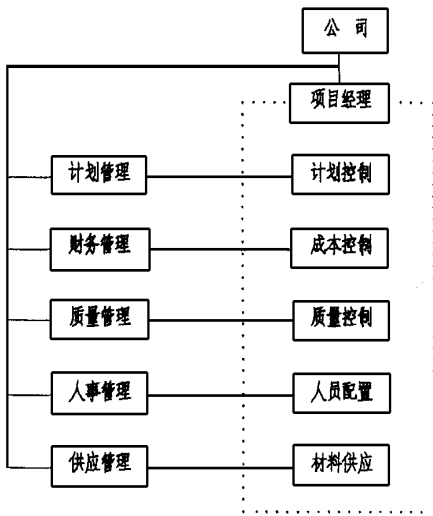 公 司
项目经理
计划管理 计划控制
财务管理 成本控制
质量管理 质量控制
人事管理 人员配置
供应管理 材料供应